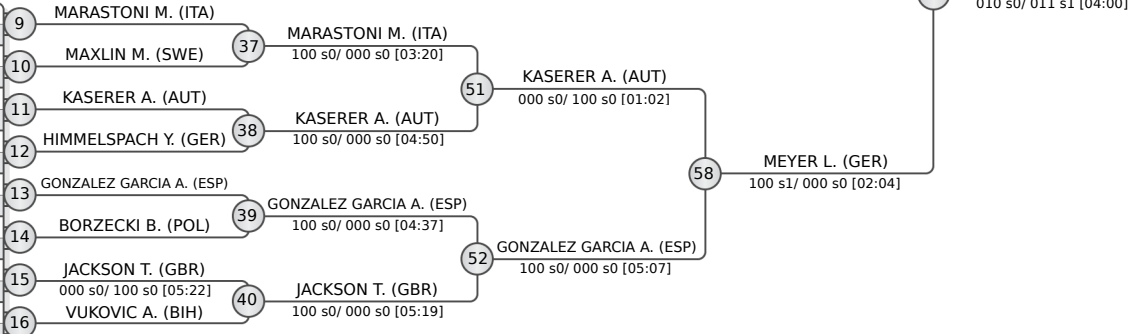 010 s0/ 011 s1 [04:00]
9
MARASTONI M. (ITA)
37
MARASTONI M. (ITA)
100 s0/ 000 s0 [03:20]
10
MAXLIN M. (SWE)
51
KASERER A. (AUT)
000 s0/ 100 s0 [01:02]
11
KASERER A. (AUT)
38
KASERER A. (AUT)
100 s0/ 000 s0 [04:50]
12
HIMMELSPACH Y. (GER)
58
MEYER L. (GER)
100 s1/ 000 s0 [02:04]
13
GONZALEZ GARCIA A. (ESP)
39
GONZALEZ GARCIA A. (ESP)
100 s0/ 000 s0 [04:37]
14
BORZECKI B. (POL)
52
GONZALEZ GARCIA A. (ESP)
100 s0/ 000 s0 [05:07]
15
JACKSON T. (GBR)
000 s0/ 100 s0 [05:22]
40
JACKSON T. (GBR)
100 s0/ 000 s0 [05:19]
16
VUKOVIC A. (BIH)